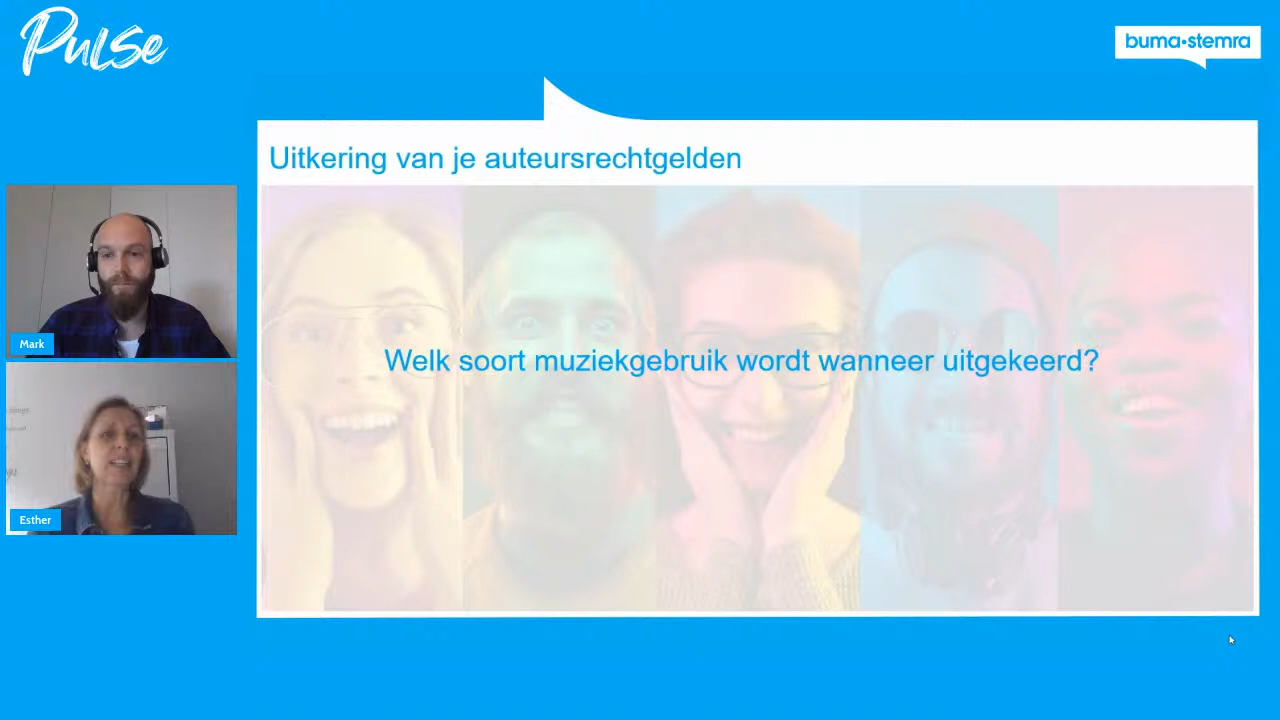 Pulse
buma•stemra
Uitkering van je auteursrechtgelden
Welk soort muziekgebruik wordt wanneer uitgekeerd?
Mark
Esther